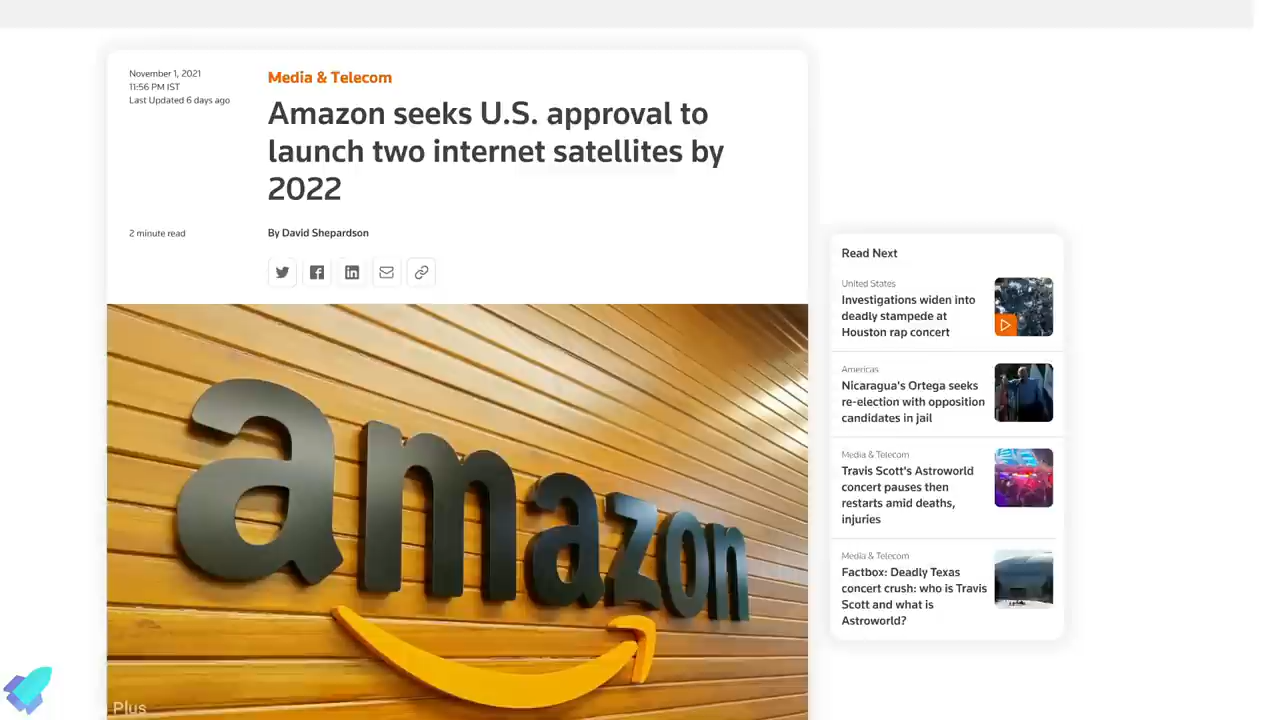 November 1, 2021
11:56 PM IST
Last Updated 6 days ago
Media & Telecom
Amazon seeks U.S. approval to
launch two internet satellites by
2022
2 minute read
By David Shepardson
amazon
Plus
Read Next
United States
Investigations widen into
deadly stampede at
Houston rap concert
Americas
Nicaragua's Ortega seeks
re-election with opposition
candidates in jail
Media & Telecom
Travis Scott's Astroworld
concert pauses then
restarts amid deaths,
injuries
Media & Telecom
Factbox: Deadly Texas
concert crush: who is Travis
Scott and what is
Astroworld?